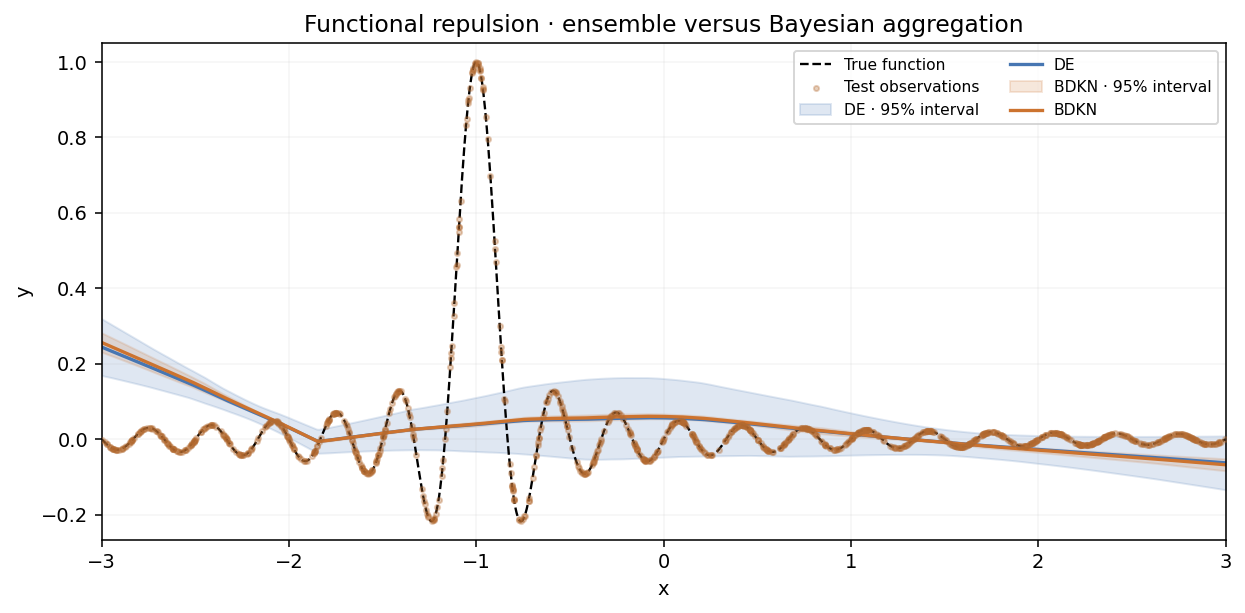 Functional repulsion · ensemble versus Bayesian aggregation
True function
Test observations
DE · 95% interval
DE
BDKN · 95% interval
BDKN
y
1.0
0.8
0.6
0.4
0.2
0.0
−0.2
−3
−2
−1
0
1
2
3
x